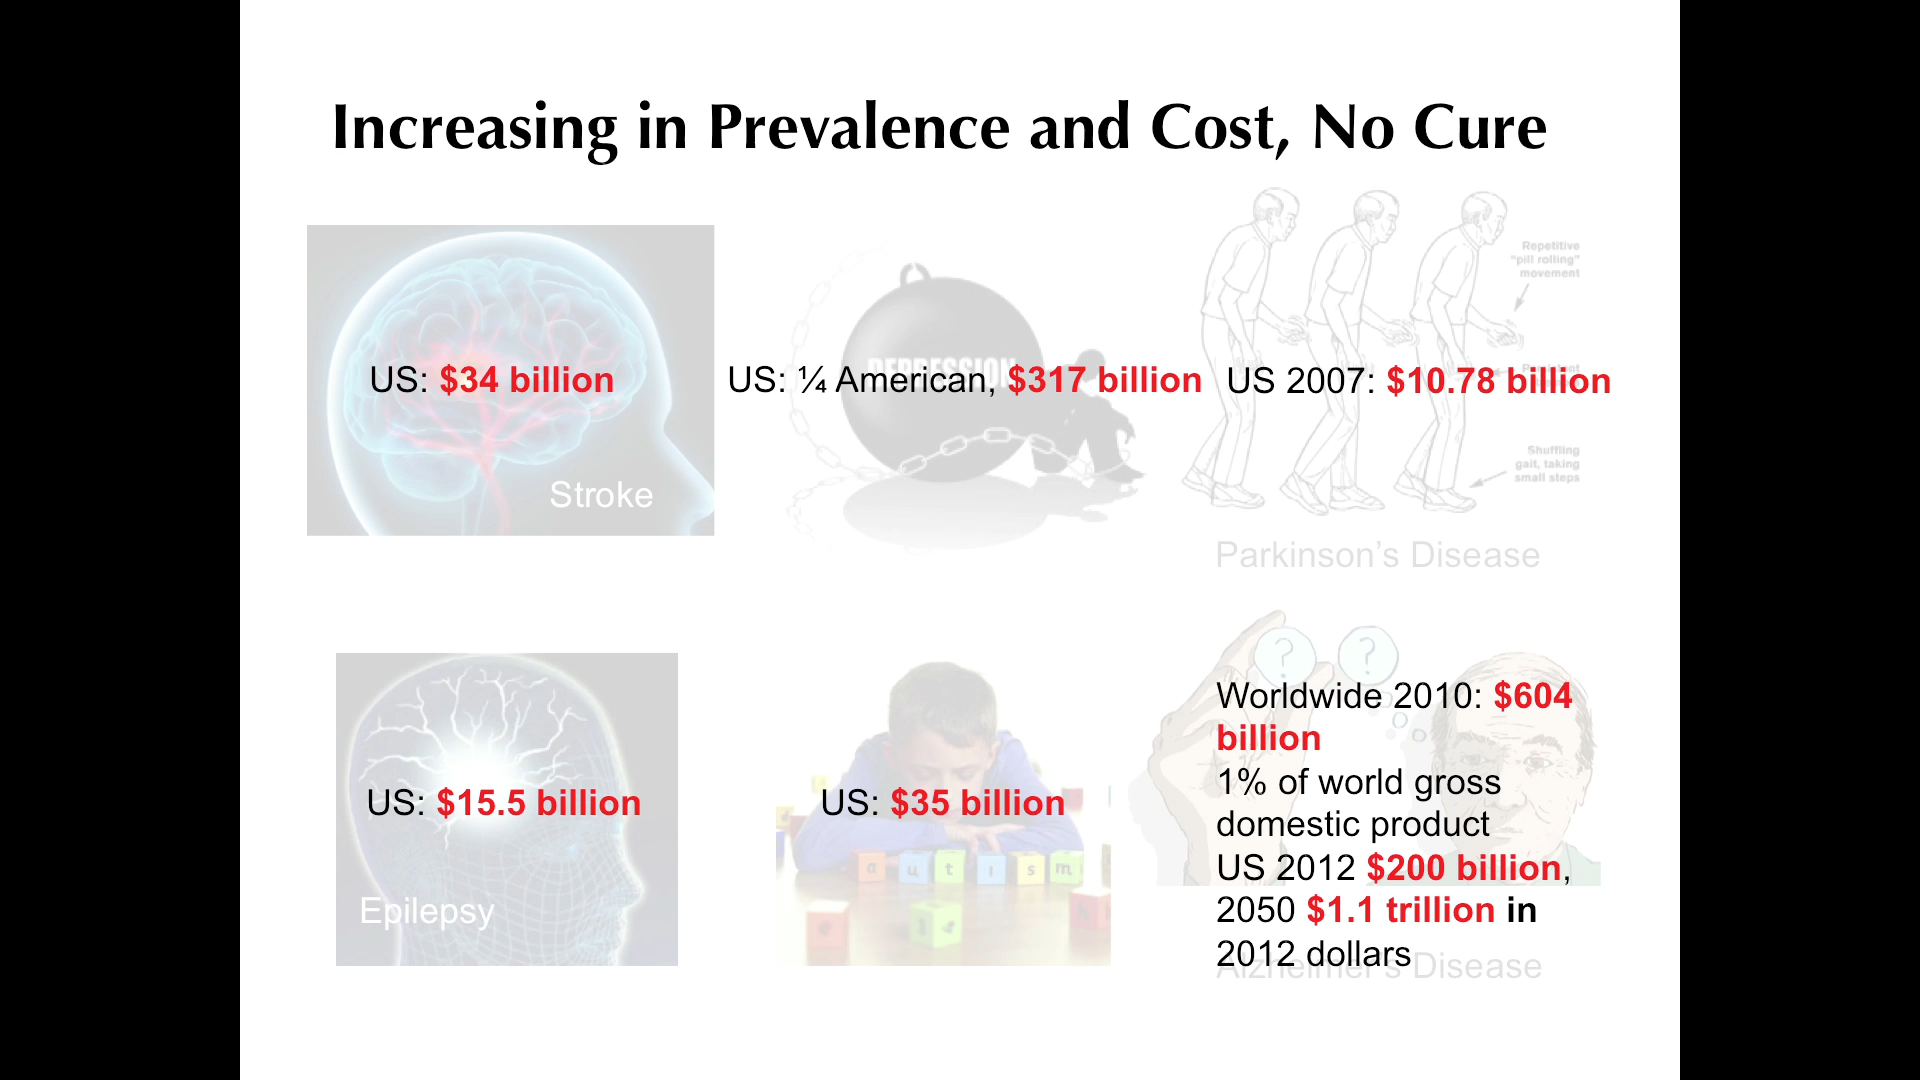 Increasing in Prevalence and Cost, No Cure
DEPRESSION
US: $34 billion
US: ¼ American, $317 billion
US 2007: $10.78 billion
Repetitive
"pill rolling"
movement
Shuffling
gait, taking
small steps
Stroke
Parkinson’s Disease
US: $15.5 billion
Epilepsy
US: $35 billion
a u t i s m
? ?
Worldwide 2010: $604
billion
1% of world gross
domestic product
US 2012 $200 billion,
2050 $1.1 trillion in
2012 dollars
Alzheimer’s Disease